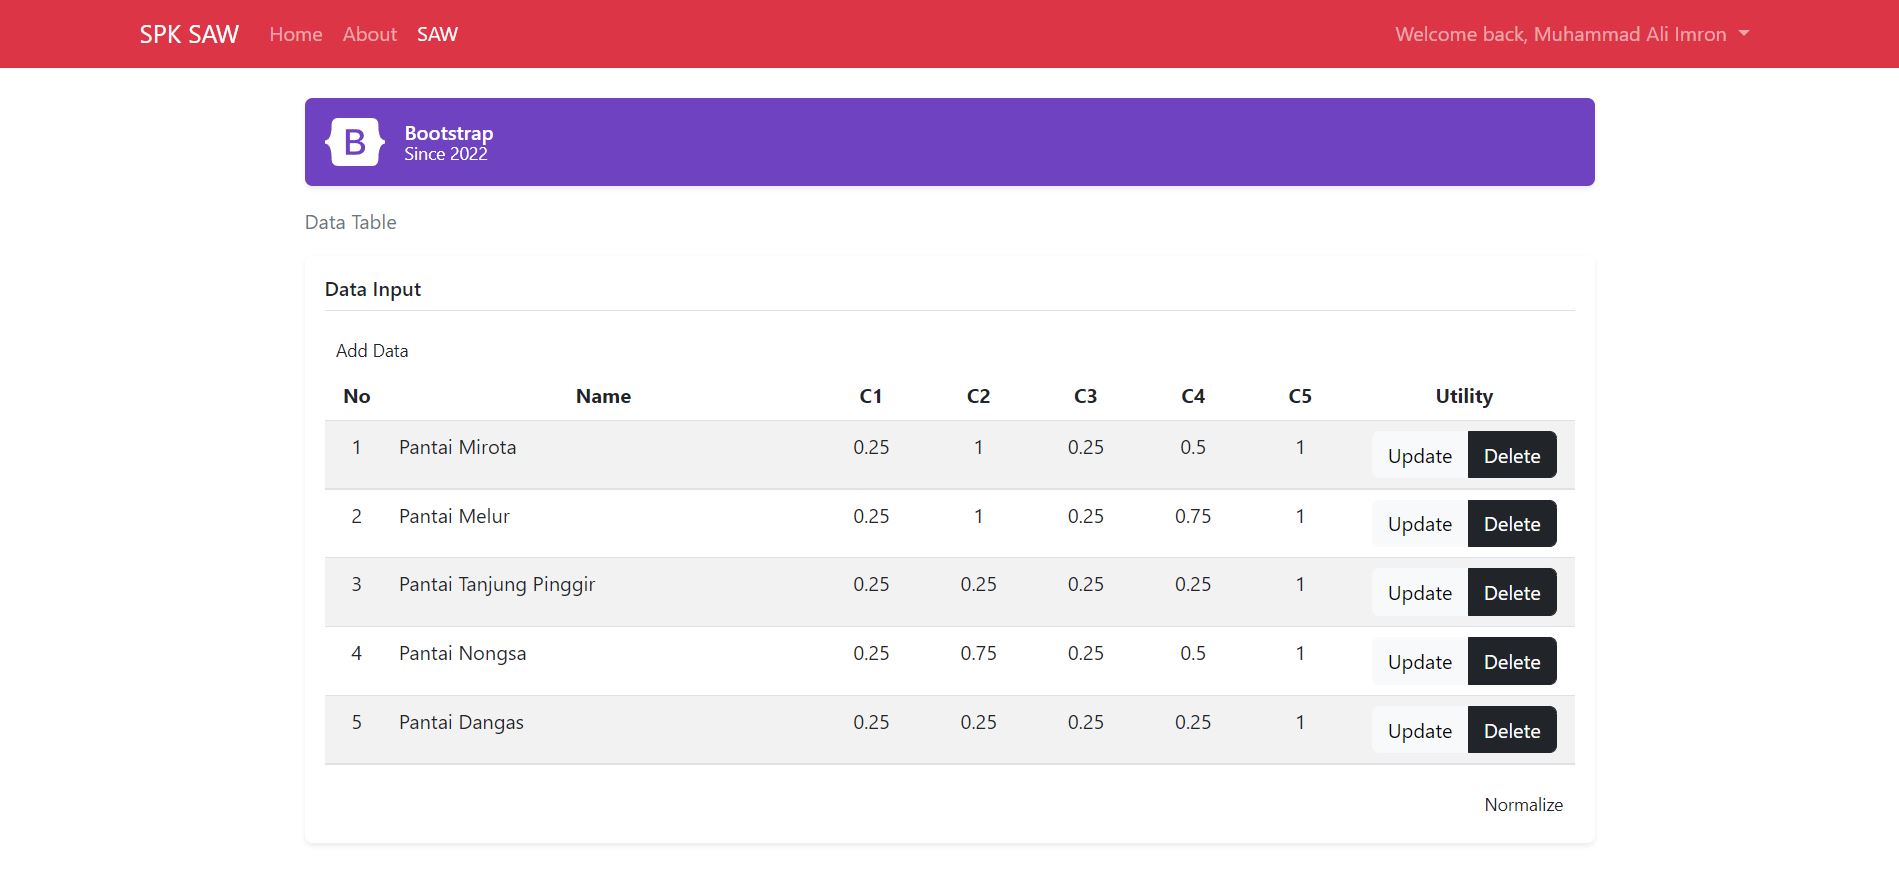 SPK SAW Home About SAW Welcome back, Muhammad Ali Imron
B Bootstrap
Since 2022
Data Table
Data Input
Add Data
No Name C1 C2 C3 C4 C5 Utility
1 Pantai Mirota 0.25 1 0.25 0.5 1 Update Delete
2 Pantai Melur 0.25 1 0.25 0.75 1 Update Delete
3 Pantai Tanjung Pinggir 0.25 0.25 0.25 0.25 1 Update Delete
4 Pantai Nongsa 0.25 0.75 0.25 0.5 1 Update Delete
5 Pantai Dangas 0.25 0.25 0.25 0.25 1 Update Delete
Normalize